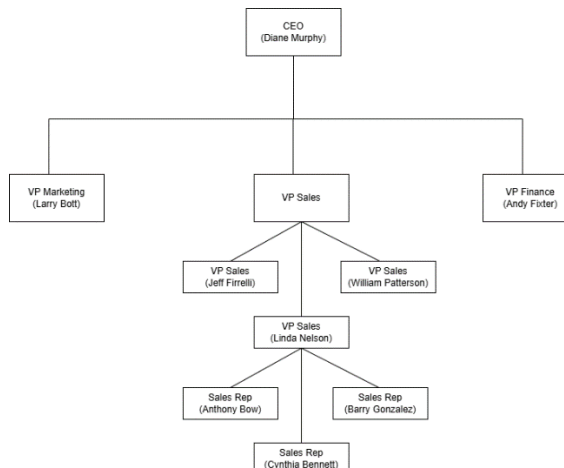 CEO
(Diane Murphy)
VP Marketing
(Larry Bott)
VP Sales
VP Finance
(Andy Fixter)
VP Sales
(Jeff Firrelli)
VP Sales
(William Patterson)
VP Sales
(Linda Nelson)
Sales Rep
(Anthony Bow)
Sales Rep
(Barry Gonzalez)
Sales Rep
(Cynthia Bennett)